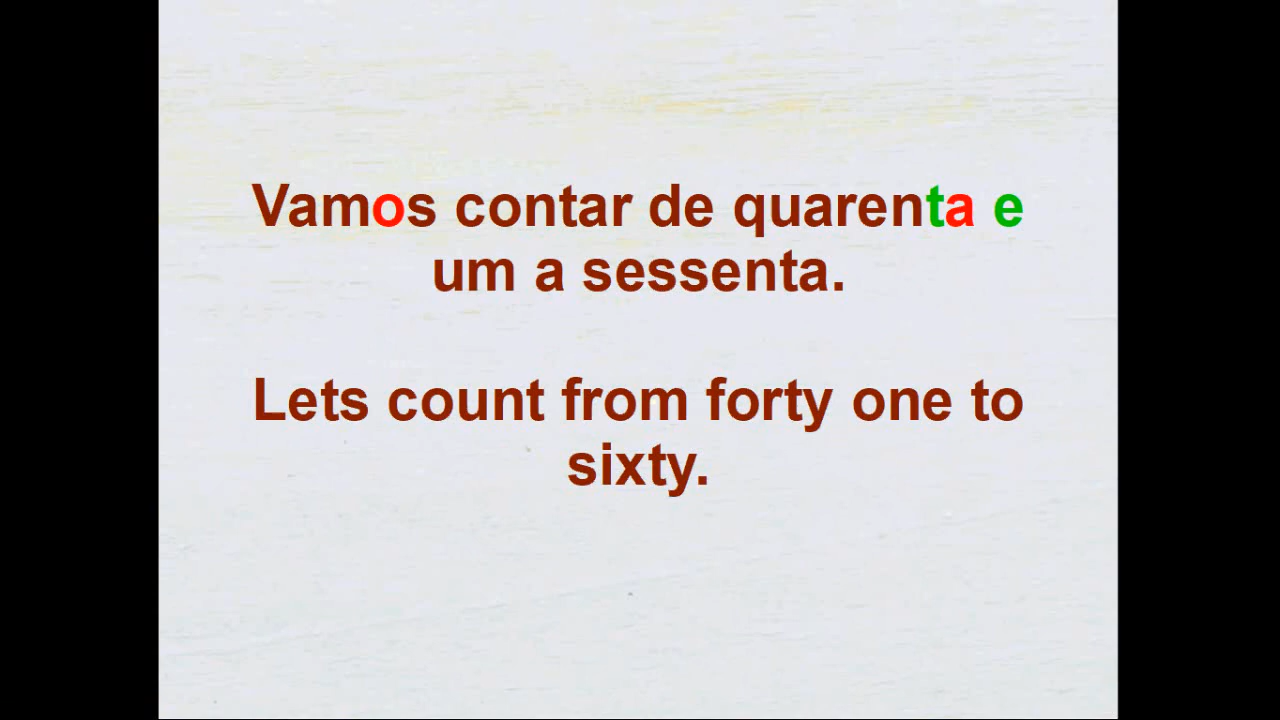 Vamos contar de quarenta e
um a sessenta.
Lets count from forty one to
sixty.